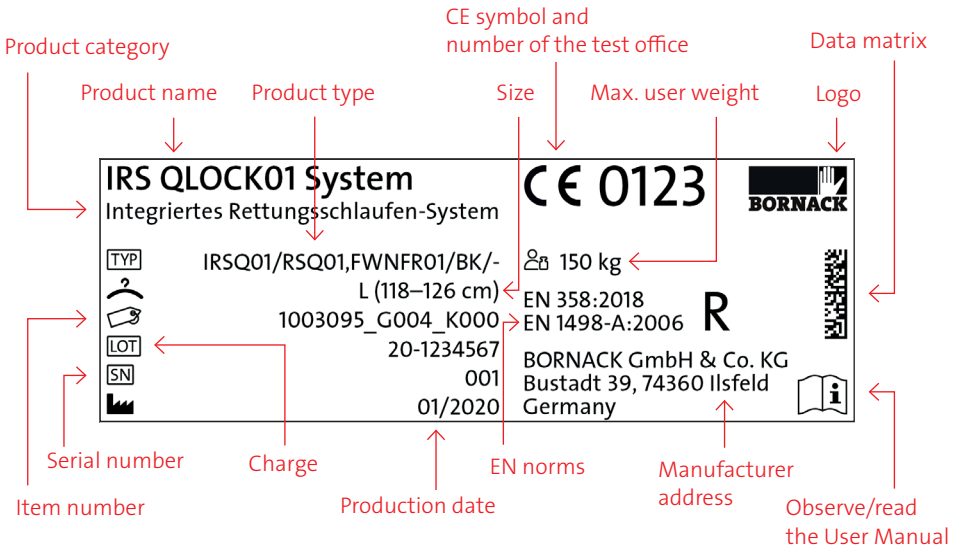 CE symbol and
number of the test office
Product category
Data matrix
Product name
Product type
Size
Max. user weight
Logo
IRS QLOCK01 System
Integriertes Rettungsschlaufen-System
CE 0123
BORNACK
TYP
IRSQ01/RSQ01,FWNFR01/BK/-
150 kg
L (118–126 cm)
EN 358:2018
1003095_G004_K000
EN 1498-A:2006
R
LOT
20-1234567
BORNACK GmbH & Co. KG
SN
001
Bustadt 39, 74360 Ilsfeld
01/2020
Germany
i
Serial number
Charge
EN norms
Manufacturer
address
Item number
Production date
Observe/read
the User Manual